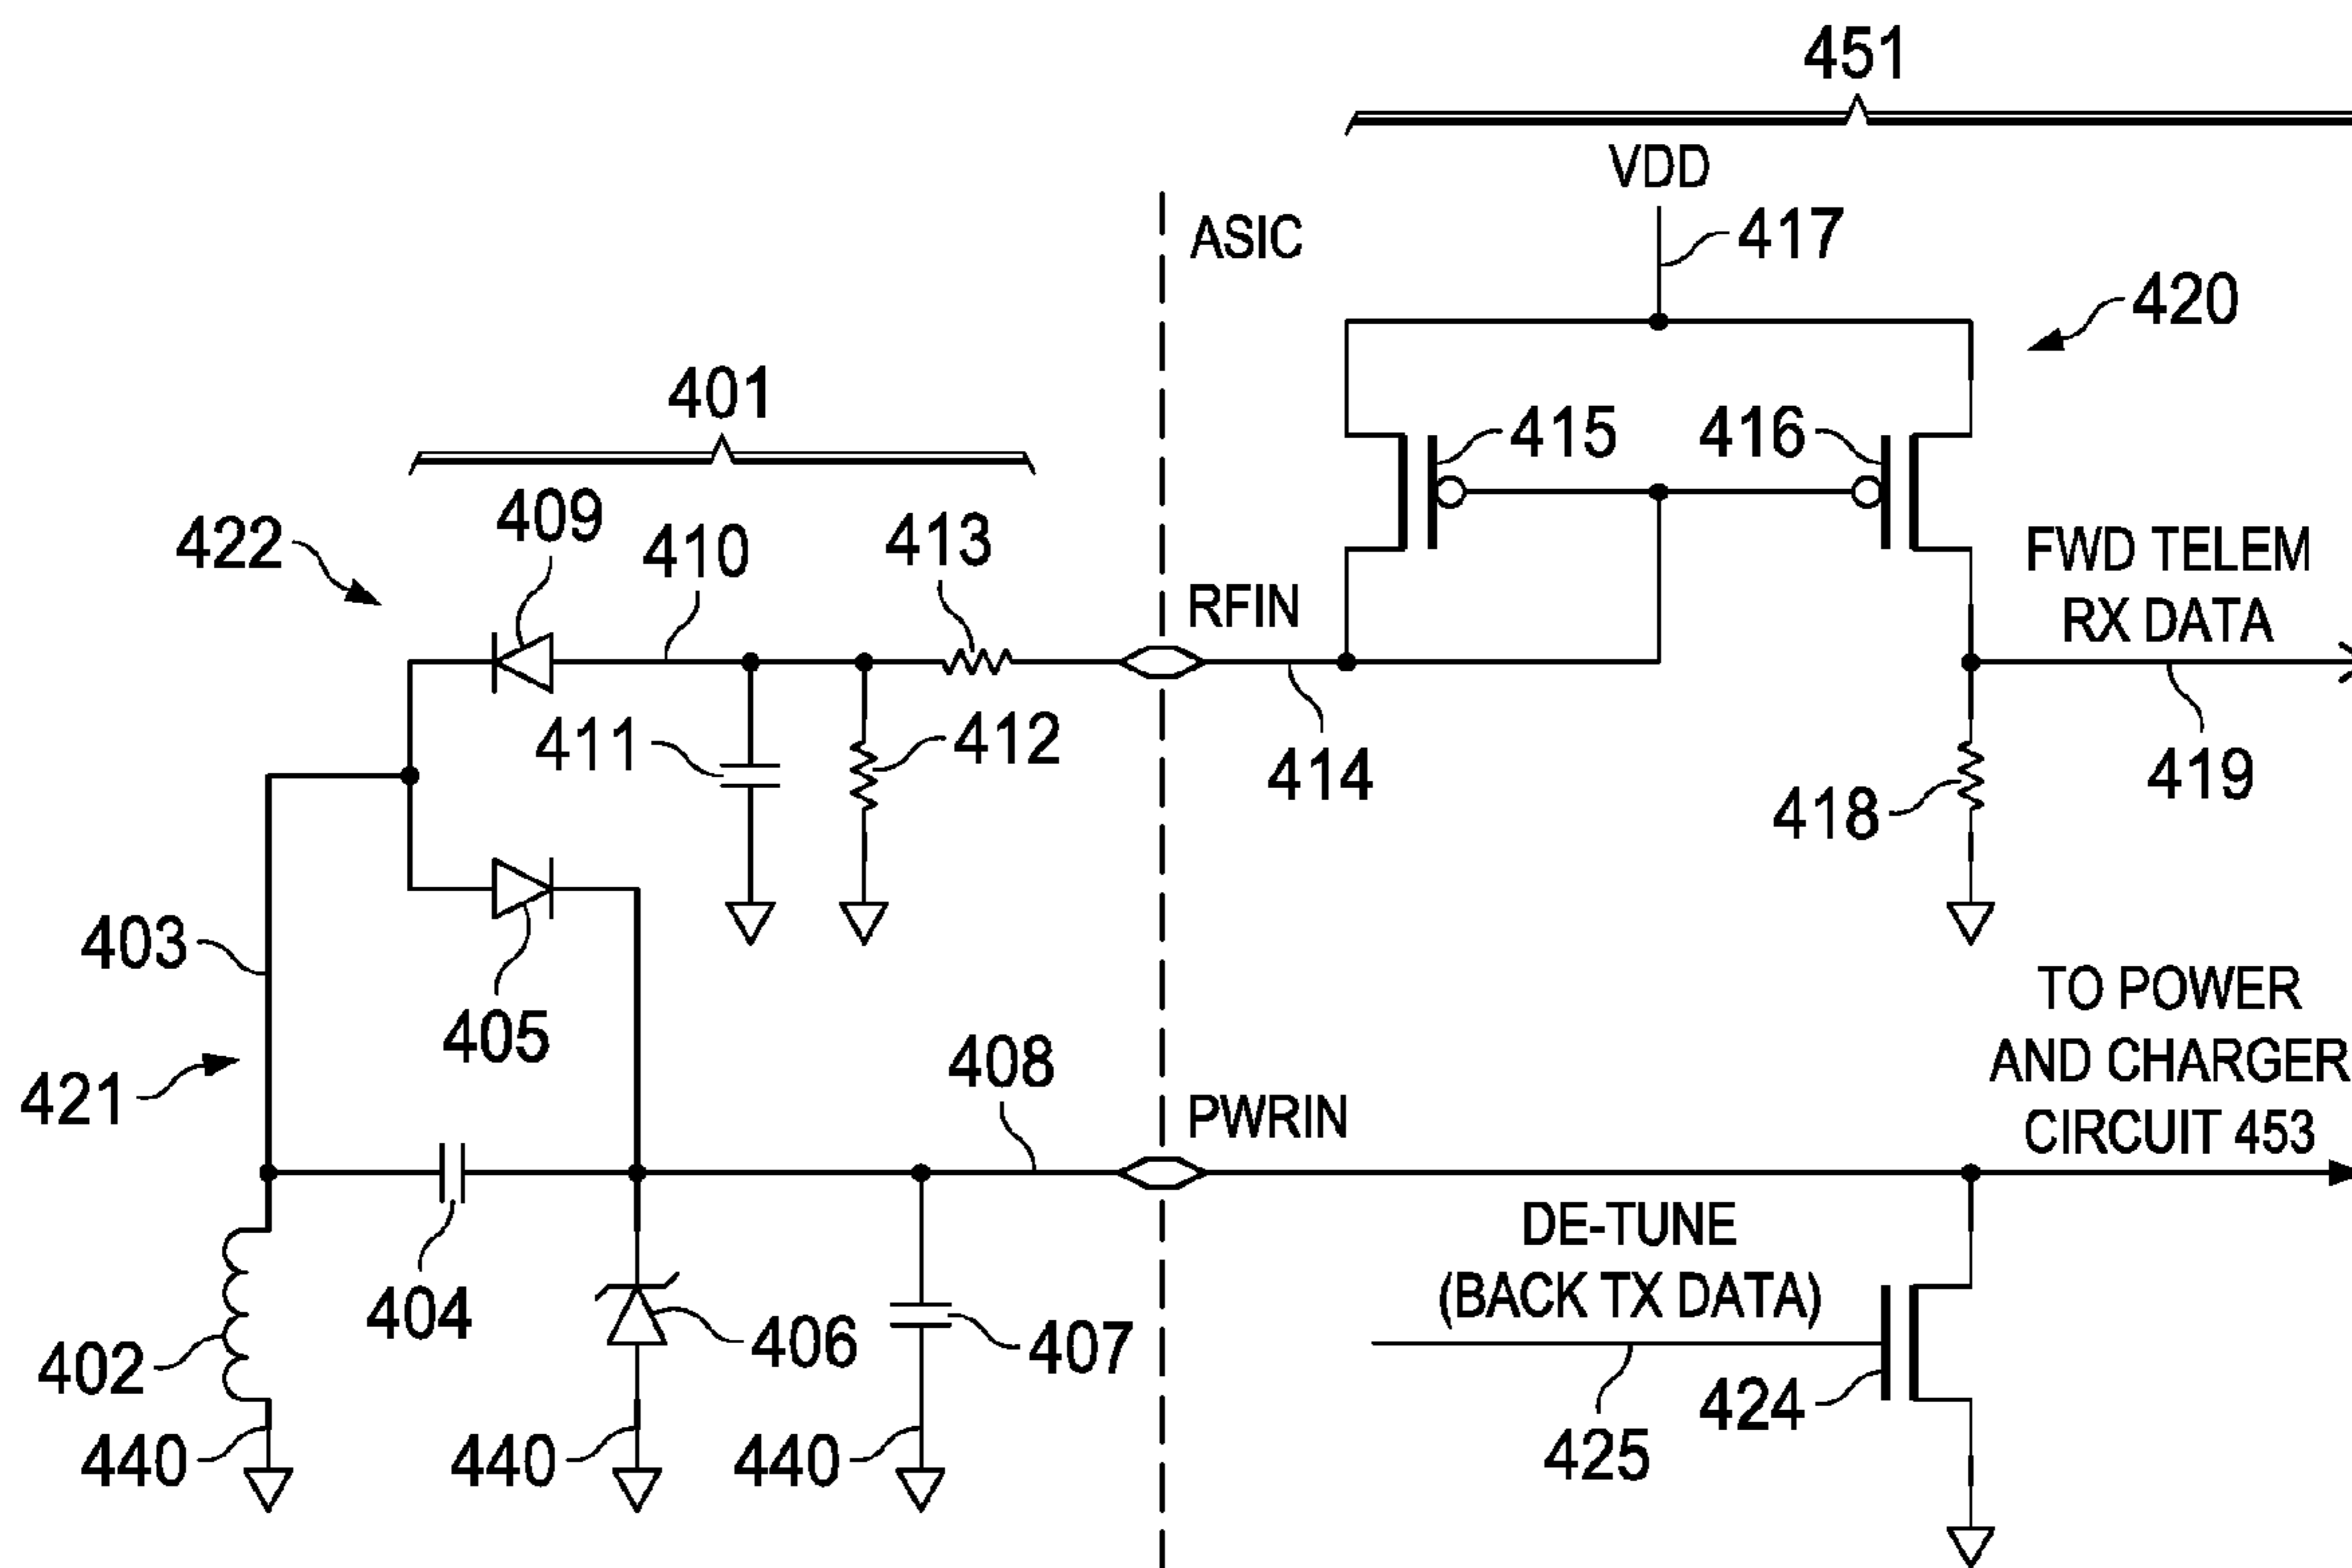 451
VDD
ASIC
417
420
401
415
416
409
422
410
413
FWD TELEM
RX DATA
RFIN
411
412
414
419
418
403
405
TO POWER
AND CHARGER
CIRCUIT 453
408
421
PWRIN
DE-TUNE
(BACK TX DATA)
404
406
407
402
424
425
440
440
440